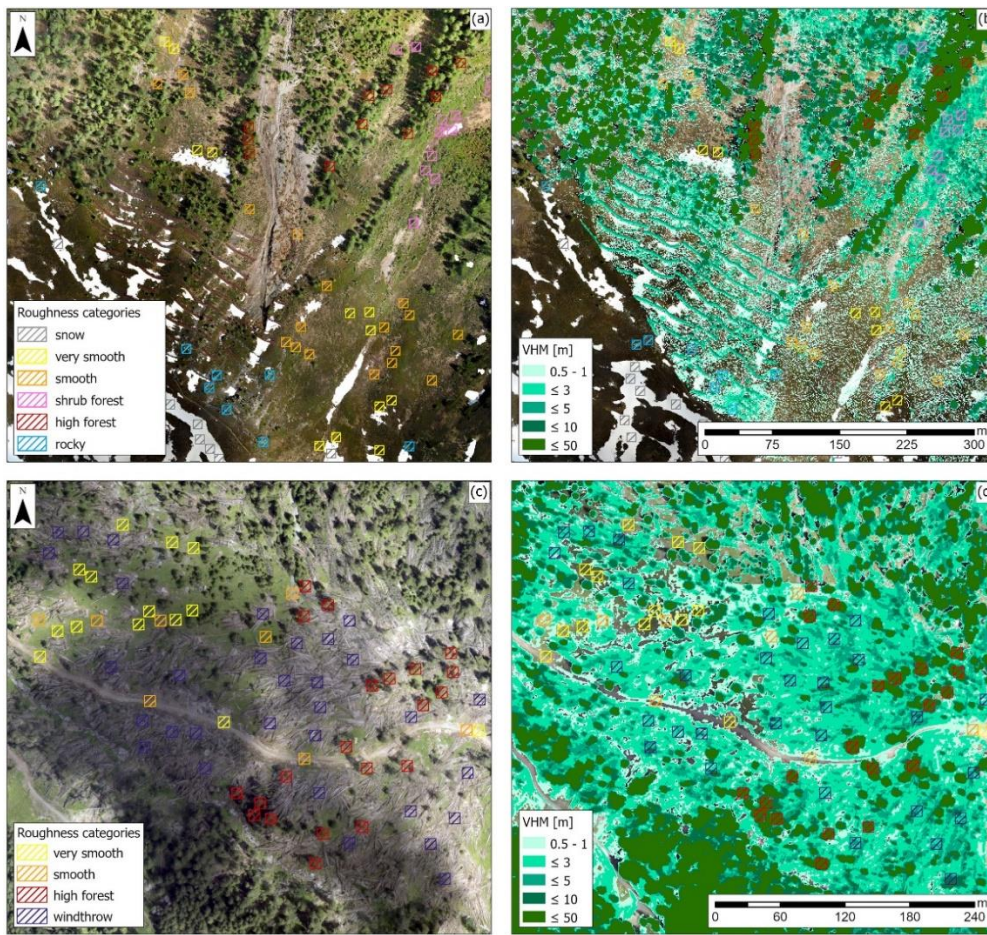 N
(a)
Roughness categories
snow
very smooth
smooth
shrub forest
high forest
rocky
(b
VHM [m]
0.5 - 1
≤ 3
≤ 5
≤ 10
≤ 50
m
0 75 150 225 300
N
(c)
Roughness categories
very smooth
smooth
high forest
windthrow
(d
VHM [m]
0.5 - 1
≤ 3
≤ 5
≤ 10
≤ 50
m
0 60 120 180 240